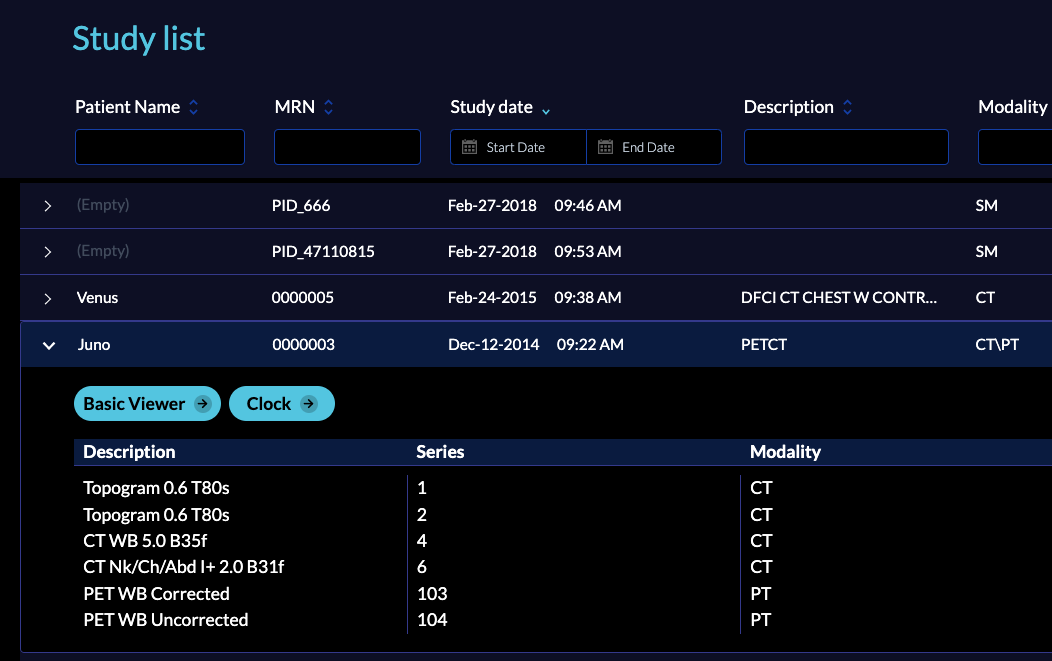 Study list
Patient Name MRN Study date Description Modality
Start Date End Date
(Empty) PID_666 Feb-27-2018 09:46 AM SM
(Empty) PID_47110815 Feb-27-2018 09:53 AM SM
Venus 0000005 Feb-24-2015 09:38 AM DFCI CT CHEST W CONTR... CT
Juno 0000003 Dec-12-2014 09:22 AM PETCT CT\PT
Basic Viewer Clock
Description Series Modality
Topogram 0.6 T80s 1 CT
Topogram 0.6 T80s 2 CT
CT WB 5.0 B35f 4 CT
CT Nk/Ch/Abd I+ 2.0 B31f 6 CT
PET WB Corrected 103 PT
PET WB Uncorrected 104 PT